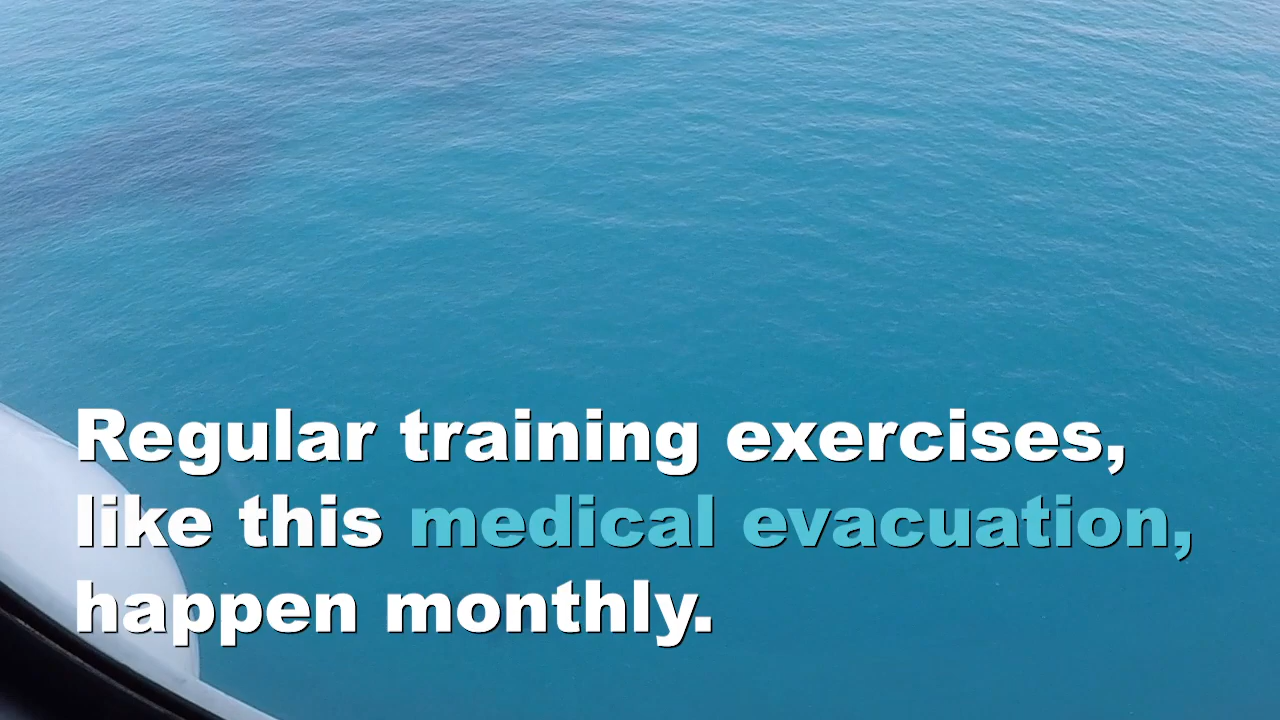 Regular training exercises,
like this medical evacuation,
happen monthly.